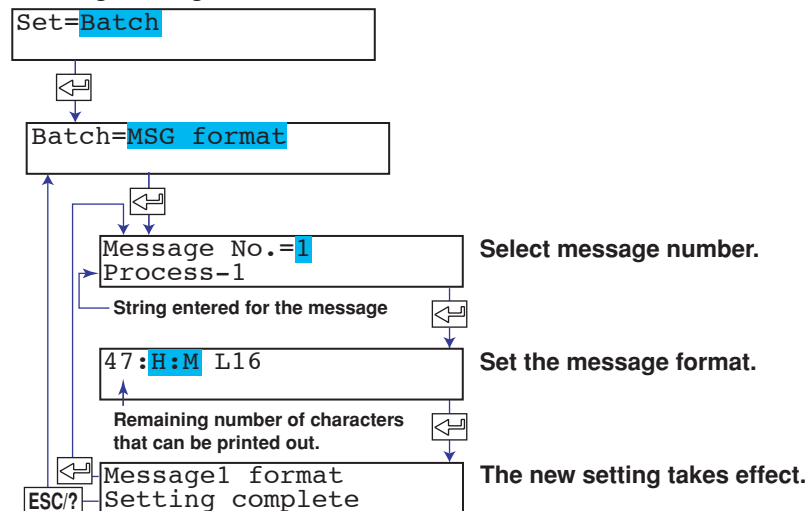 Set=Batch
Batch=MSG format
Message No.=1
Process-1
Select message number.
String entered for the message
47:H:M L16
Set the message format.
Remaining number of characters
that can be printed out.
Message1 format
Setting complete
The new setting takes effect.
ESC/?